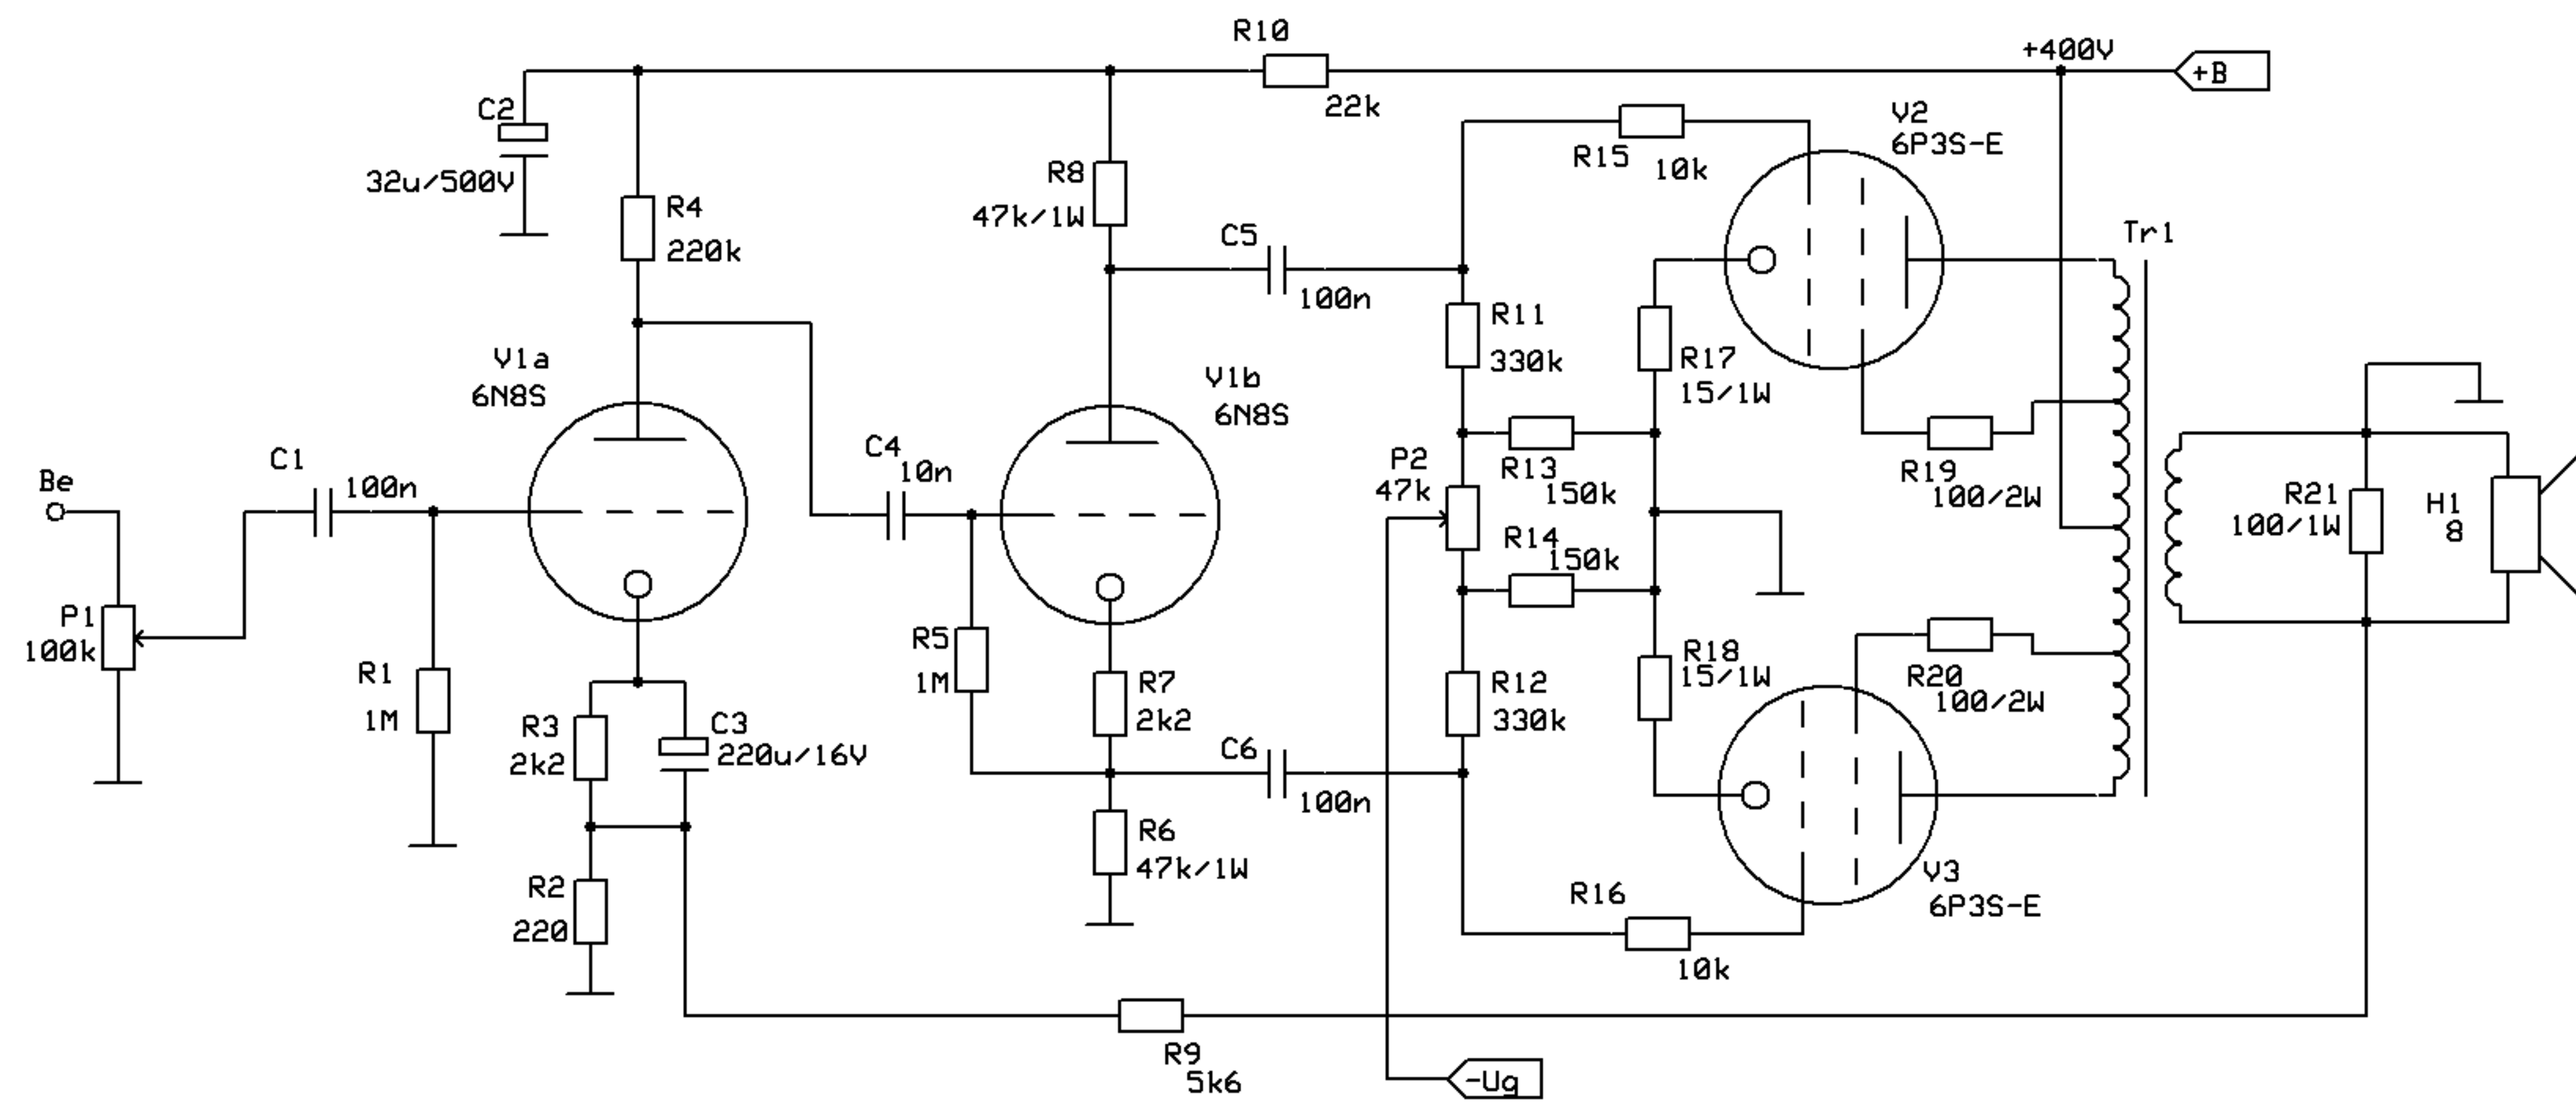 R10
22k
+400V
+B
C2
32u/500V
R4
220k
R8
47k/1W
C5
100n
R15
10k
V2
6P3S-E
Tr1
R11
330k
R17
15/1W
V1a
6N8S
V1b
6N8S
Be
C1
100n
C4
10n
P2
47k
R13
150k
R14
150k
R19
100/2W
R21
100/1W
H1
8
P1
100k
R1
1M
R3
2k2
C3
220u/16V
R5
1M
R7
2k2
C6
100n
R12
330k
R18
15/1W
R20
100/2W
R2
220
R6
47k/1W
R16
10k
V3
6P3S-E
R9
5k6
-Ug